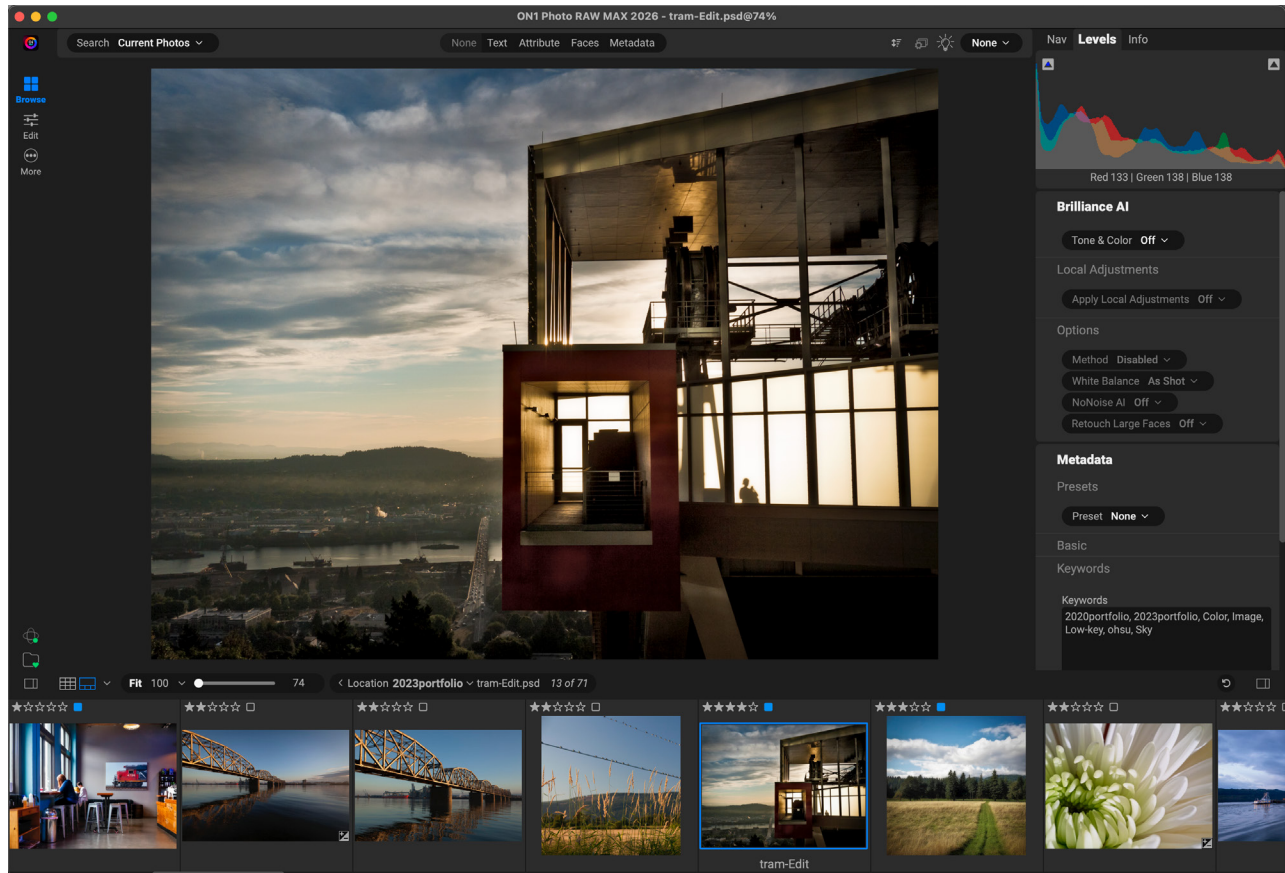 ON1 Photo RAW MAX 2026 - tram-Edit.psd@74%
Search Current Photos
None Text Attribute Faces Metadata
None
Nav Levels Info
Browse
Edit
More
Red 133 | Green 138 | Blue 138
Brilliance AI
Tone & Color Off
Local Adjustments
Apply Local Adjustments Off
Options
Method Disabled
White Balance As Shot
NoNoise AI Off
Retouch Large Faces Off
Metadata
Presets
Preset None
Basic
Keywords
Keywords
2020portfolio, 2023portfolio, Color, Image,
Low-key, ohsu, Sky
Fit 100 74 < Location 2023portfolio tram-Edit.psd 13 of 71
tram-Edit